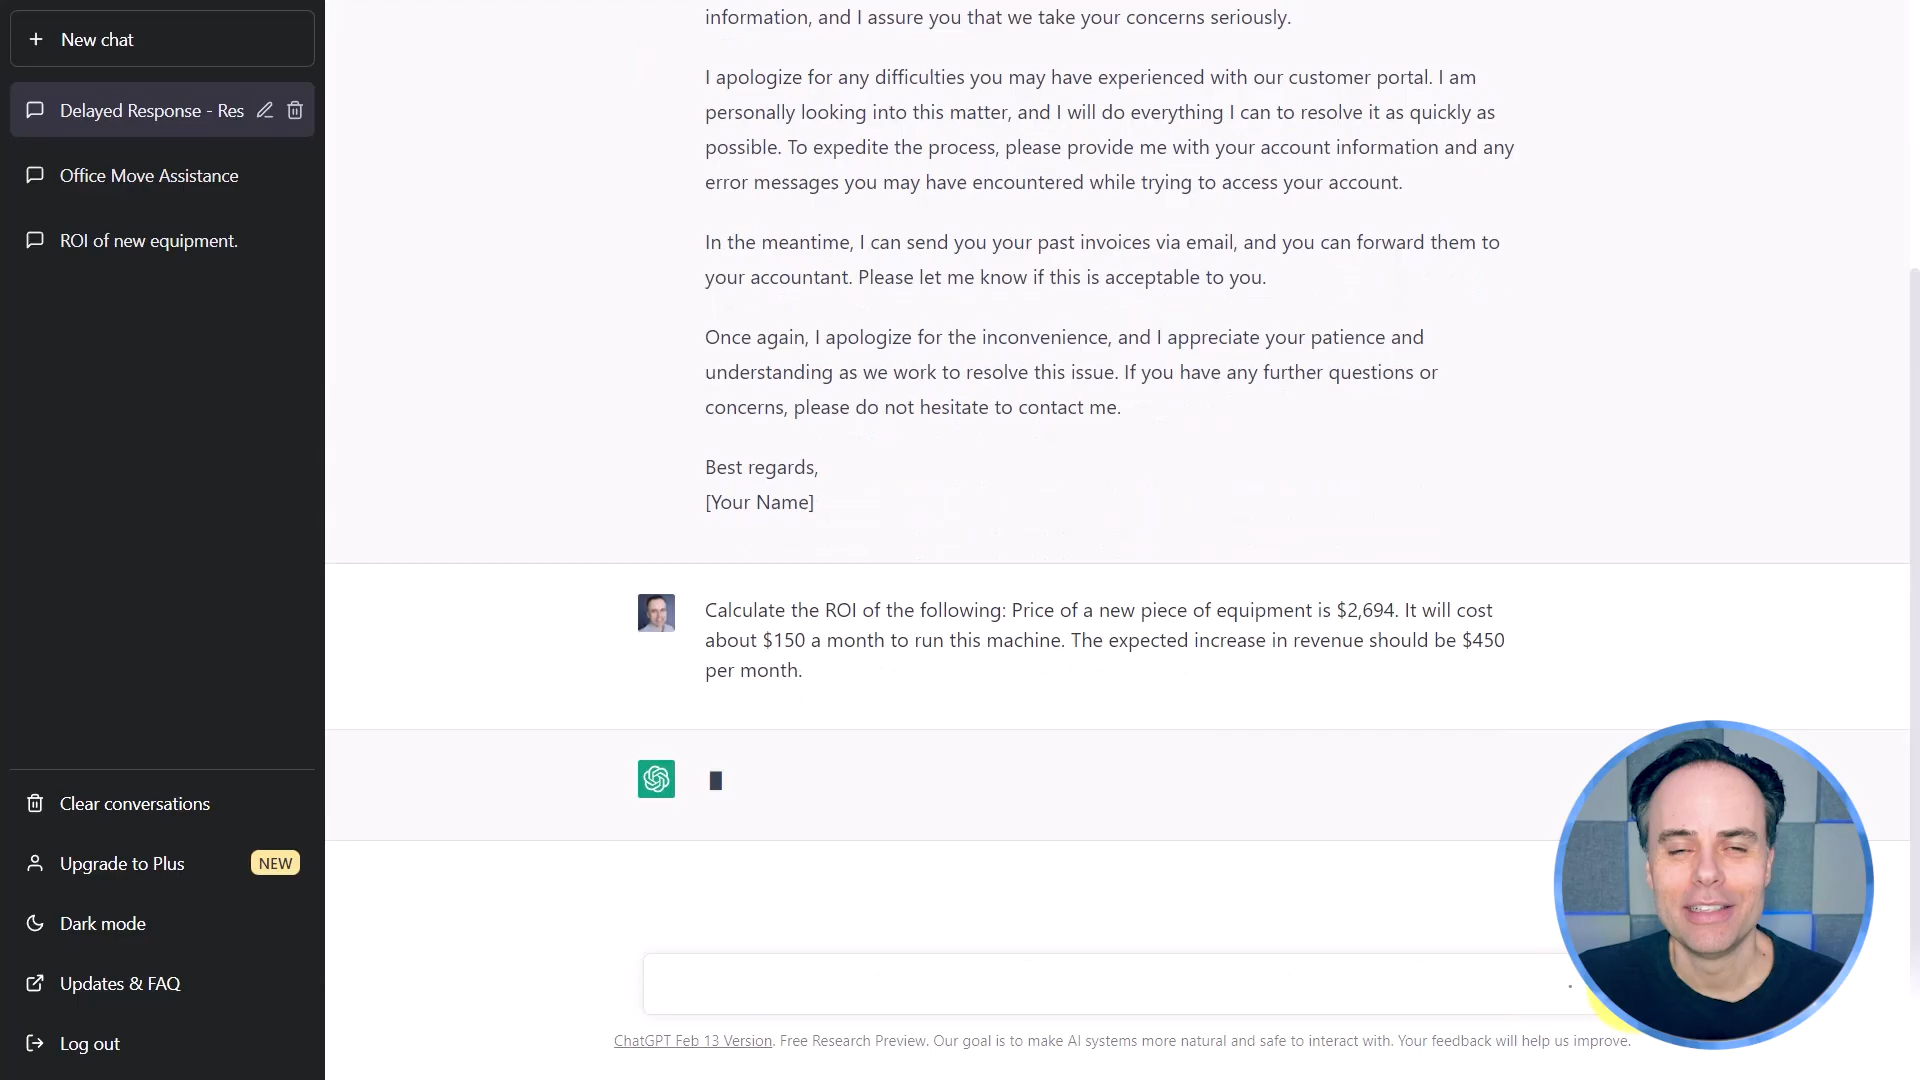 New chat
Delayed Response - Res
Office Move Assistance
ROI of new equipment.
Clear conversations
Upgrade to Plus
NEW
Dark mode
Updates & FAQ
Log out
information, and I assure you that we take your concerns seriously.
I apologize for any difficulties you may have experienced with our customer portal. I am
personally looking into this matter, and I will do everything I can to resolve it as quickly as
possible. To expedite the process, please provide me with your account information and any
error messages you may have encountered while trying to access your account.
In the meantime, I can send you your past invoices via email, and you can forward them to
your accountant. Please let me know if this is acceptable to you.
Once again, I apologize for the inconvenience, and I appreciate your patience and
understanding as we work to resolve this issue. If you have any further questions or
concerns, please do not hesitate to contact me.
Best regards,
[Your Name]
Calculate the ROI of the following: Price of a new piece of equipment is $2,694. It will cost
about $150 a month to run this machine. The expected increase in revenue should be $450
per month.
ChatGPT Feb 13 Version. Free Research Preview. Our goal is to make AI systems more natural and safe to interact with. Your feedback will help us improve.